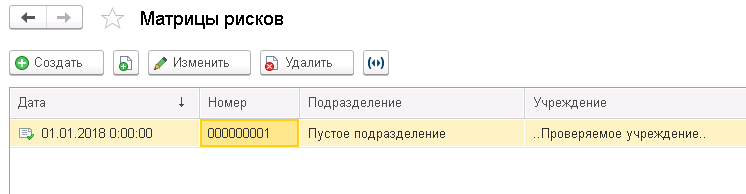 Матрицы рисков
Создать Изменить Удалить
Дата Номер Подразделение Учреждение
01.01.2018 0:00:00 000000001 Пустое подразделение ..Проверяемое учреждение..